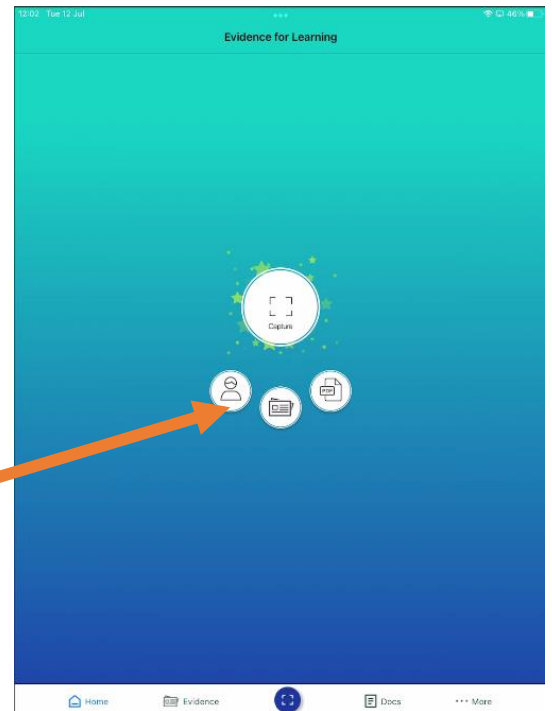 12:02 Tue 12 Jul 46%
Evidence for Learning
Capture
PDF
Home Evidence Docs More